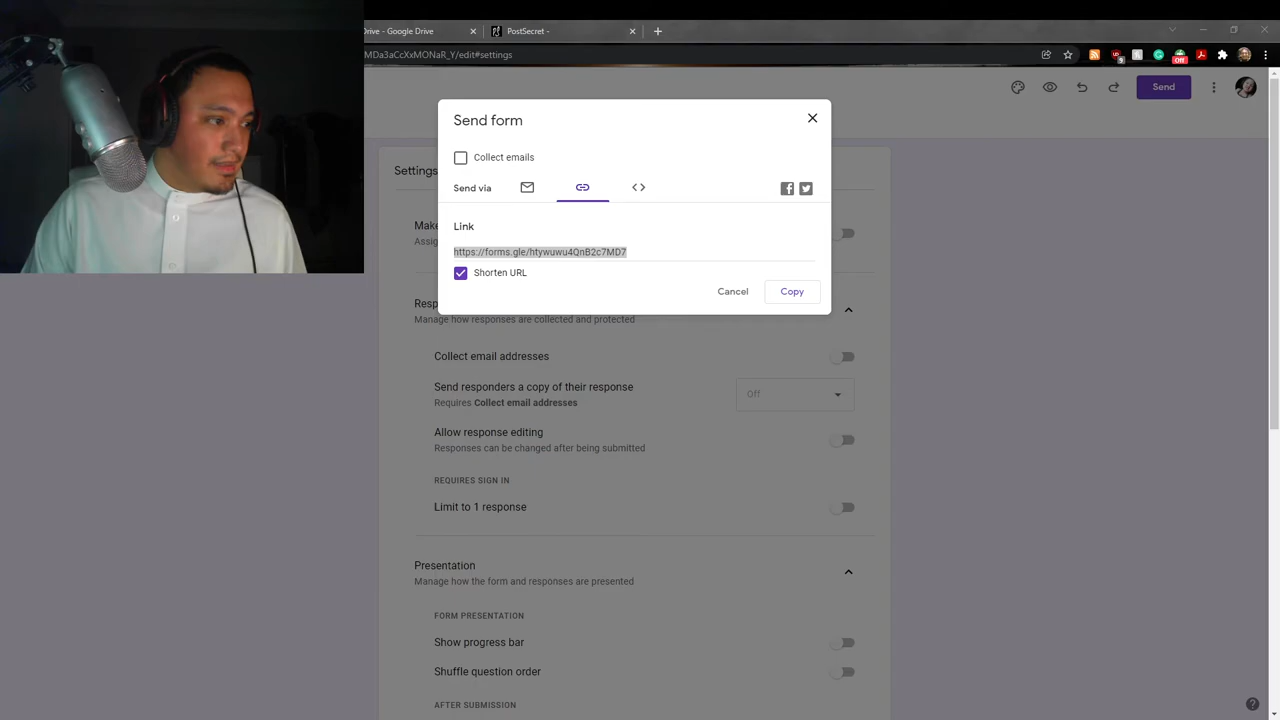 Drive - Google Drive
PostSecret -
MDa3aCcXxMONaR_Y/edit#settings
9
Off
Send
Send form
Collect emails
Settings
Send via
Make
Assig
Link
https://forms.gle/htywuwu4QnB2c7MD7
Shorten URL
Cancel
Copy
Resp
Manage how responses are collected and protected
Collect email addresses
Send responders a copy of their response
Requires Collect email addresses
Off
Allow response editing
Responses can be changed after being submitted
REQUIRES SIGN IN
Limit to 1 response
Presentation
Manage how the form and responses are presented
FORM PRESENTATION
Show progress bar
Shuffle question order
AFTER SUBMISSION